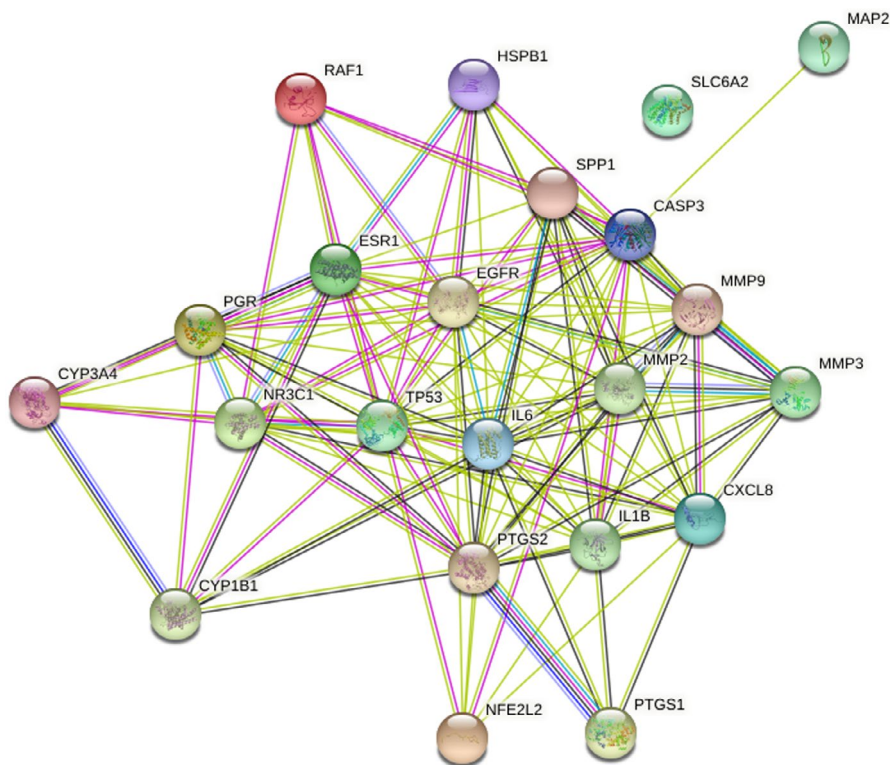 MAP2
HSPB1
RAF1
SLC6A2
SPP1
CASP3
ESR1
EGFR
MMP9
PGR
MMP2
MMP3
CYP3A4
NR3C1
TP53
IL6
CXCL8
IL1B
PTGS2
CYP1B1
NFE2L2
PTGS1